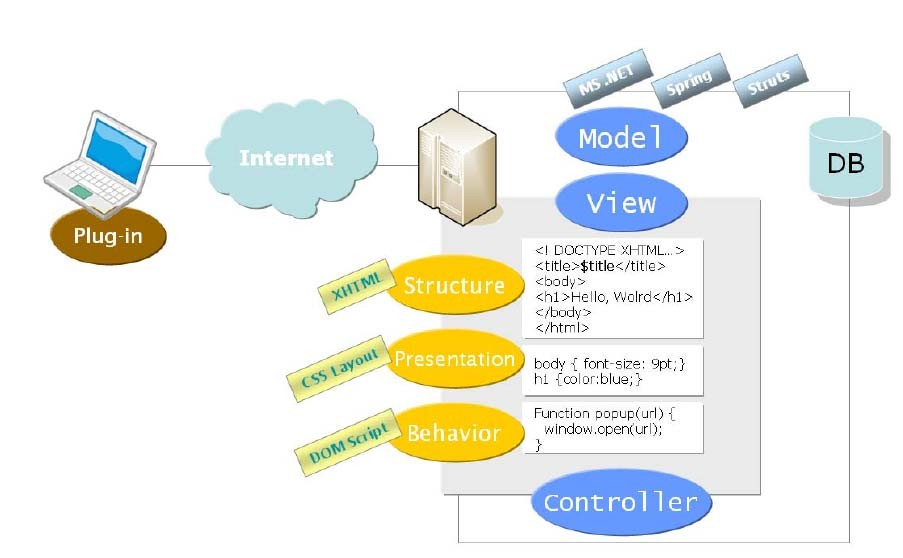 MS .NET
Spring
Struts
Model
Internet
DB
View
Plug-in
XHTML
Structure
<! DOCTYPE XHTML...>
<title>$title</title>
<body>
<h1>Hello, Wolrd</h1>
</body>
</html>
CSS Layout
Presentation
body { font-size: 9pt;}
h1 {color:blue;}
DOM Script
Behavior
Function popup(url) {
window.open(url);
}
Controller